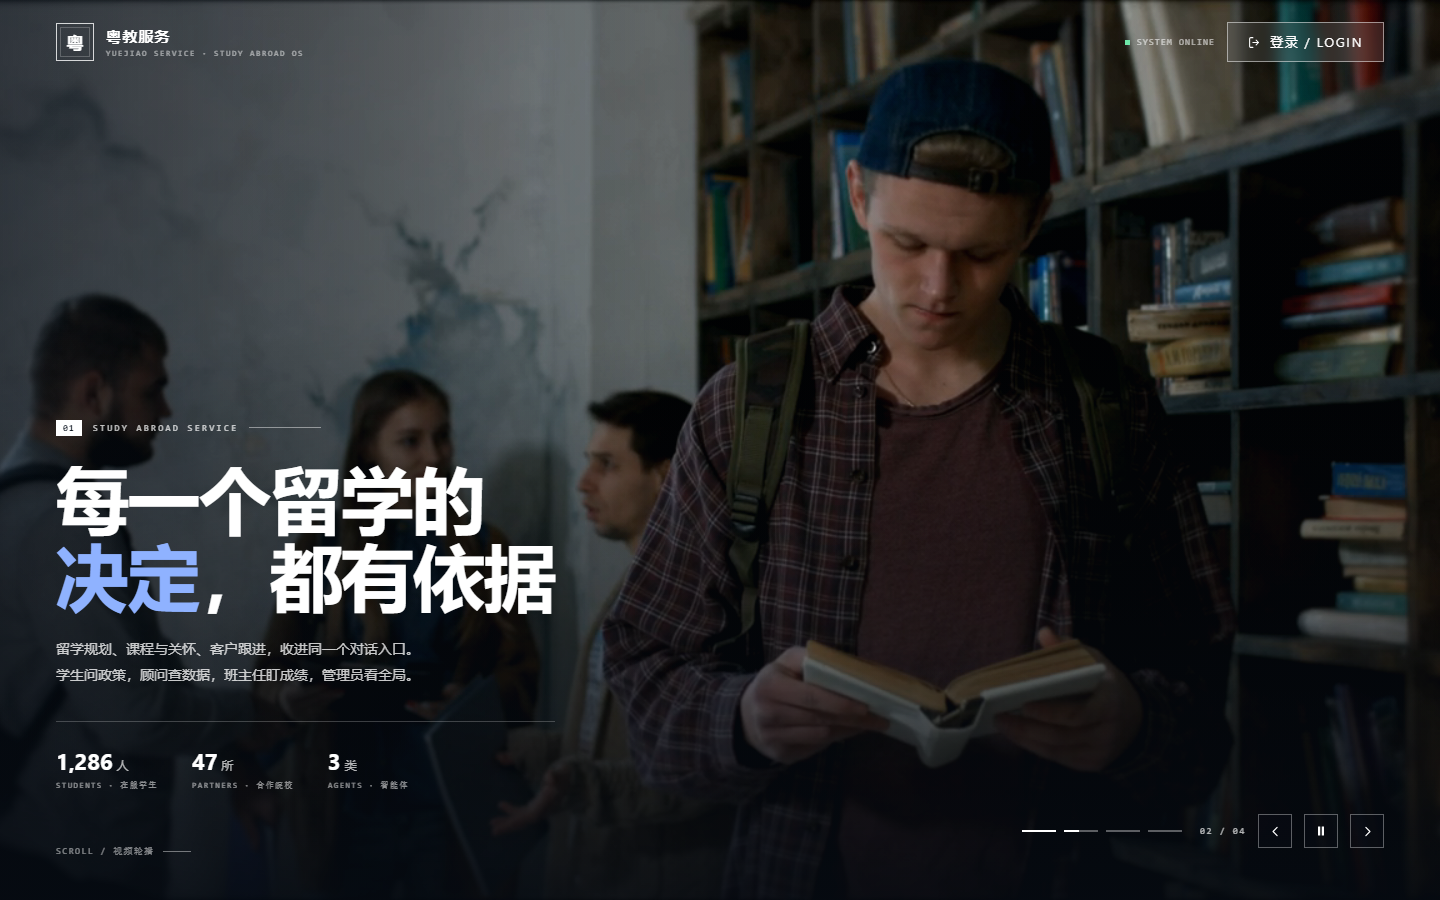 粤
粤教服务
YUEJIAO SERVICE · STUDY ABROAD OS
SYSTEM ONLINE
登录 / LOGIN
01 STUDY ABROAD SERVICE
每一个留学的
决定，都有依据
留学规划、课程与关怀、客户跟进，收进同一个对话入口。
学生问政策，顾问查数据，班主任盯成绩，管理员看全局。
1,286 人
STUDENTS · 在服学生
47 所
PARTNERS · 合作院校
3 类
AGENTS · 智能体
02 / 04
SCROLL / 视频轮播